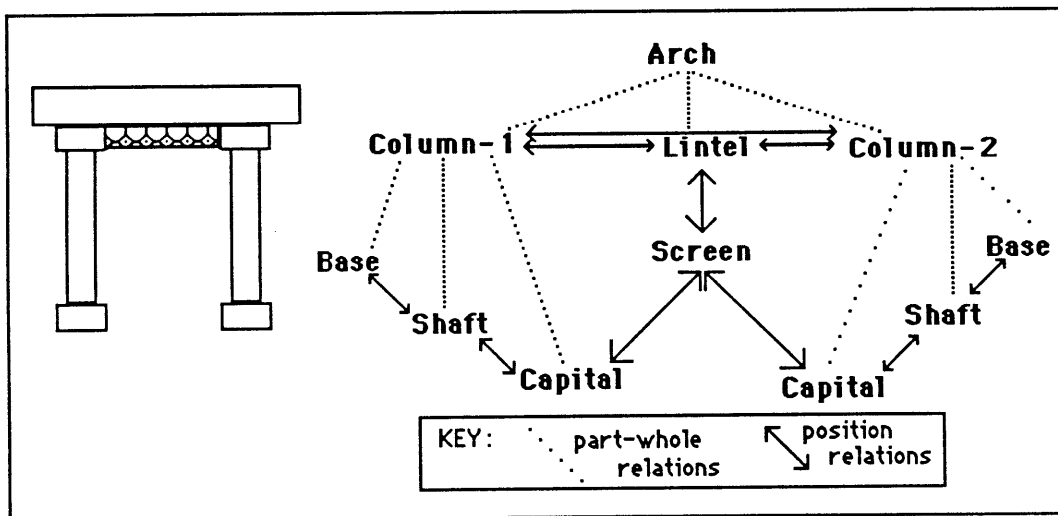 Arch
Column-1 Lintel Column-2
Screen
Base
Base
Shaft
Shaft
Capital
Capital
KEY:
part-whole
relations
position
relations